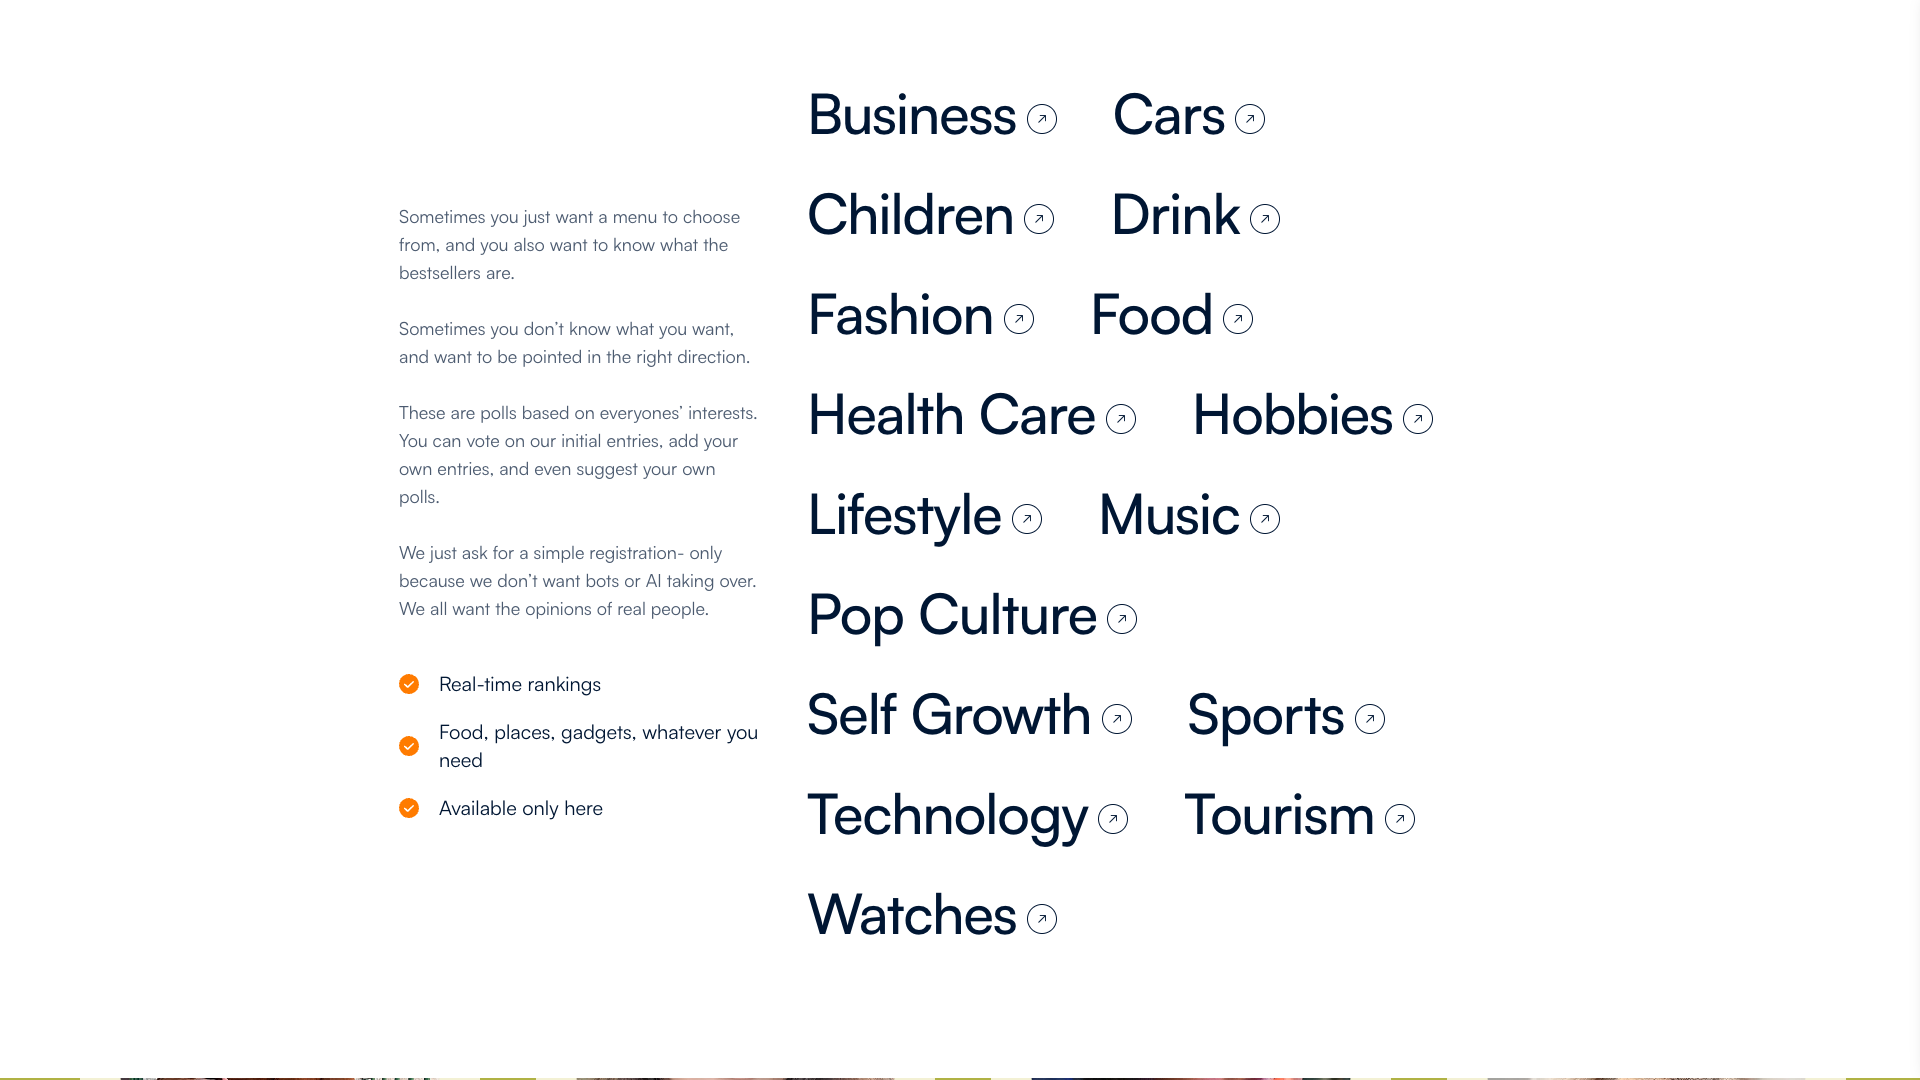 Sometimes you just want a menu to choose
from, and you also want to know what the
bestsellers are.
Sometimes you don’t know what you want,
and want to be pointed in the right direction.
These are polls based on everyones’ interests.
You can vote on our initial entries, add your
own entries, and even suggest your own
polls.
We just ask for a simple registration- only
because we don’t want bots or AI taking over.
We all want the opinions of real people.
Real-time rankings
Food, places, gadgets, whatever you
need
Available only here
Business Cars
Children Drink
Fashion Food
Health Care Hobbies
Lifestyle Music
Pop Culture
Self Growth Sports
Technology Tourism
Watches